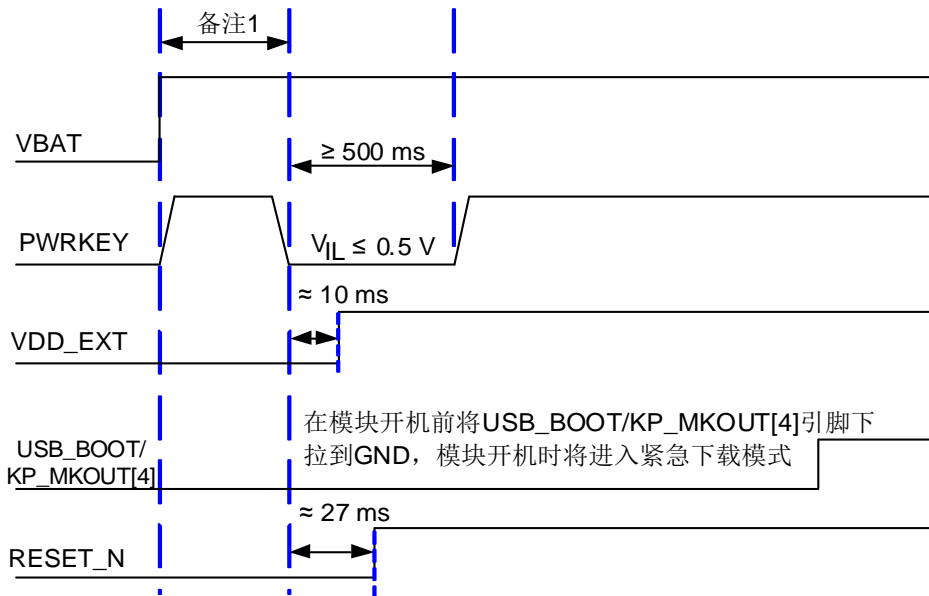 备注1
VBAT
≥ 500 ms
PWRKEY
VIL ≤ 0.5 V
≈ 10 ms
VDD_EXT
在模块开机前将USB_BOOT/KP_MKOUT[4]引脚下
拉到GND，模块开机时将进入紧急下载模式
USB_BOOT/
KP_MKOUT[4]
≈ 27 ms
RESET_N